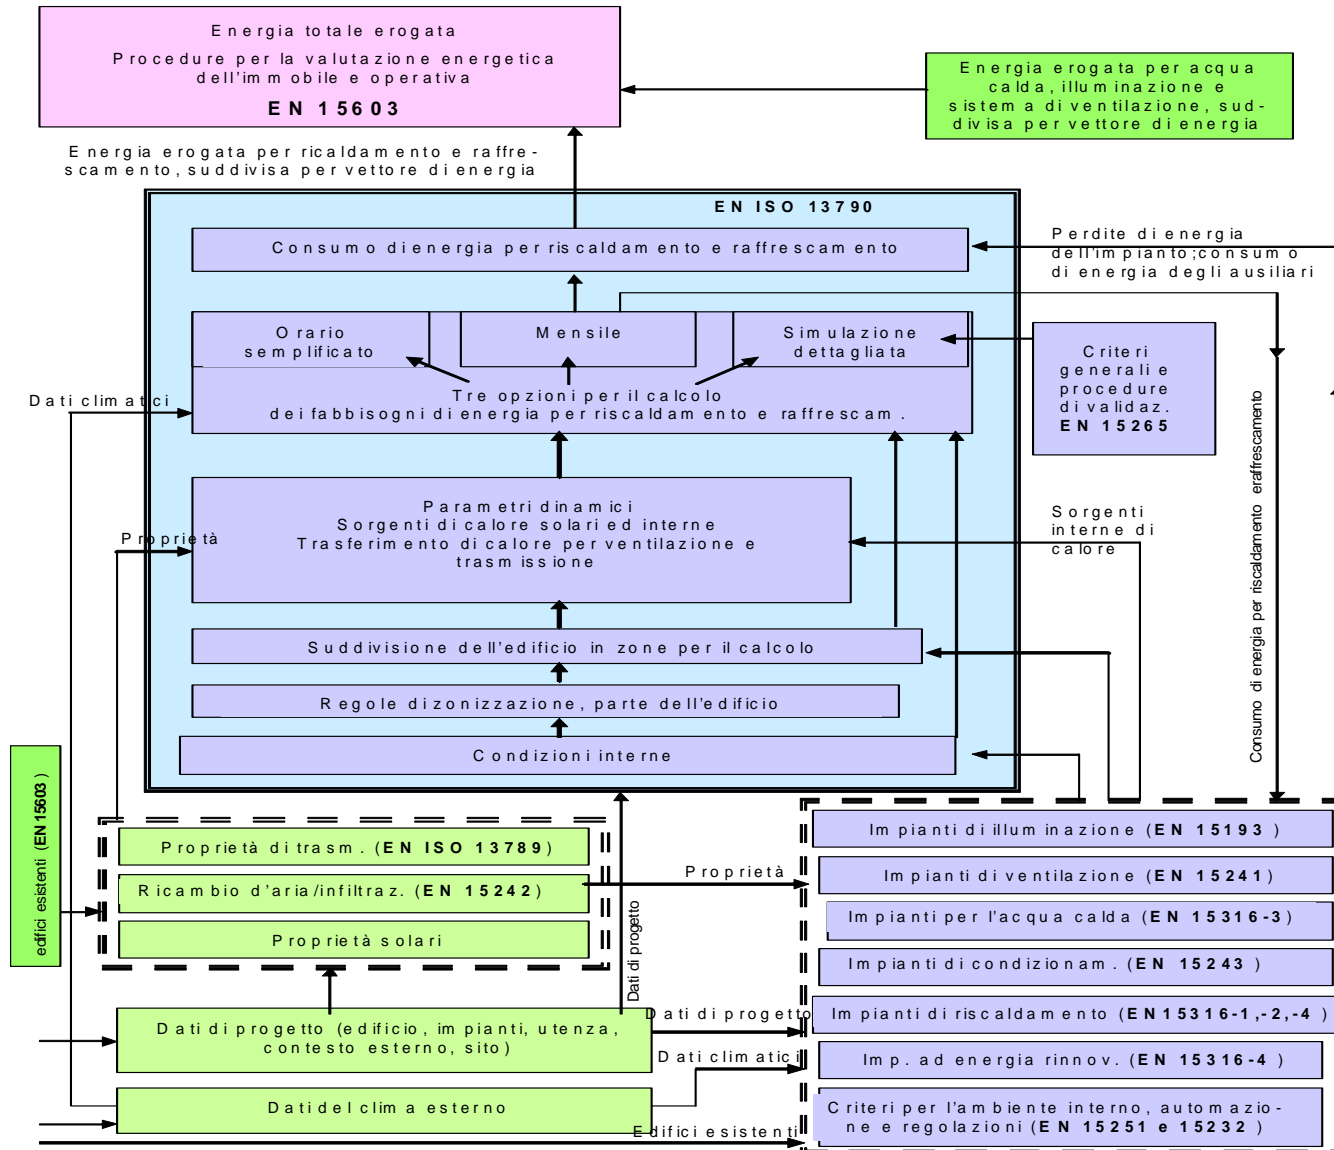 Energia totale erogata
Procedure per la valutazione energetica
dell'immobile e operativa
EN 15603
Energia erogata per acqua
calda, illuminazione e
sistema di ventilazione, sud-
divisa per vettore di energia
Energia erogata per ricaldamento e raffre-
scamento, suddivisa per vettore di energia
EN ISO 13790
Consumo di energia per riscaldamento e raffrescamento
Perdite di energia
dell'impianto; consumo
di energia degli ausiliari
Orario
semplificato
Mensile
Simulazione
dettagliata
Criteri
generali e
procedure
di validaz.
EN 15265
Tre opzioni per il calcolo
dei fabbisogni di energia per riscaldamento e raffrescam.
Dati climatici
Consumo di energia per riscaldamento eraffrescamento
Parametri dinamici
Sorgenti di calore solari ed interne
Trasferimento di calore per ventilazione e
trasmissione
Proprietà
Sorgenti
interne di
calore
Suddivisione dell'edificio in zone per il calcolo
Regole di zonizzazione, parte dell'edificio
Condizioni interne
edifici esistenti (EN 15603)
Proprietà di trasm. (EN ISO 13789)
Ricambio d'aria/infiltraz. (EN 15242)
Proprietà solari
Proprietà
Dati di progetto
Impianti di illuminazione (EN 15193 )
Impianti di ventilazione (EN 15241)
Impianti per l'acqua calda (EN 15316-3)
Impianti di condizionam. (EN 15243 )
Impianti di riscaldamento (EN15316-1,-2,-4 )
Imp. ad energia rinnov. (EN 15316-4 )
Criteri per l'ambiente interno, automazio-
ne e regolazioni (EN 15251 e 15232 )
Dati di progetto (edificio, impianti, utenza,
contesto esterno, sito)
Dati di progetto
Dati climatici
Dati del clima esterno
Edifici esistenti